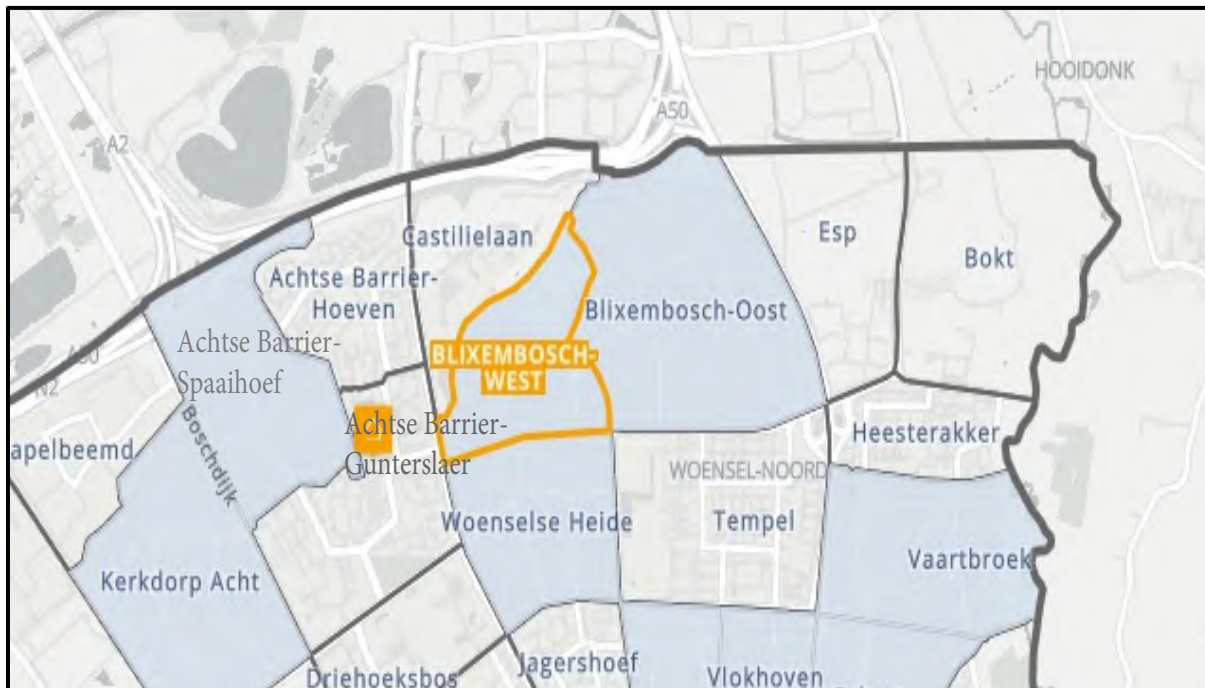 HOOIDONK
A50
A2
Castilielaan
Esp
Bokt
Achtse Barrier-
Hoeven
Blixembosch-Oost
Achtse Barrier-
Spaaihoef
A50
N2
BLIXEMBOSCH-
WEST
Boschdijk
Achtse Barrier-
Gunterslaer
apelbeemd
Heesterakker
WOENSEL-NOORD
Woenselse Heide
Tempel
Vaartbroek
Kerkdorp Acht
Jagershoef
Driehoeksbos
Vlokhoven